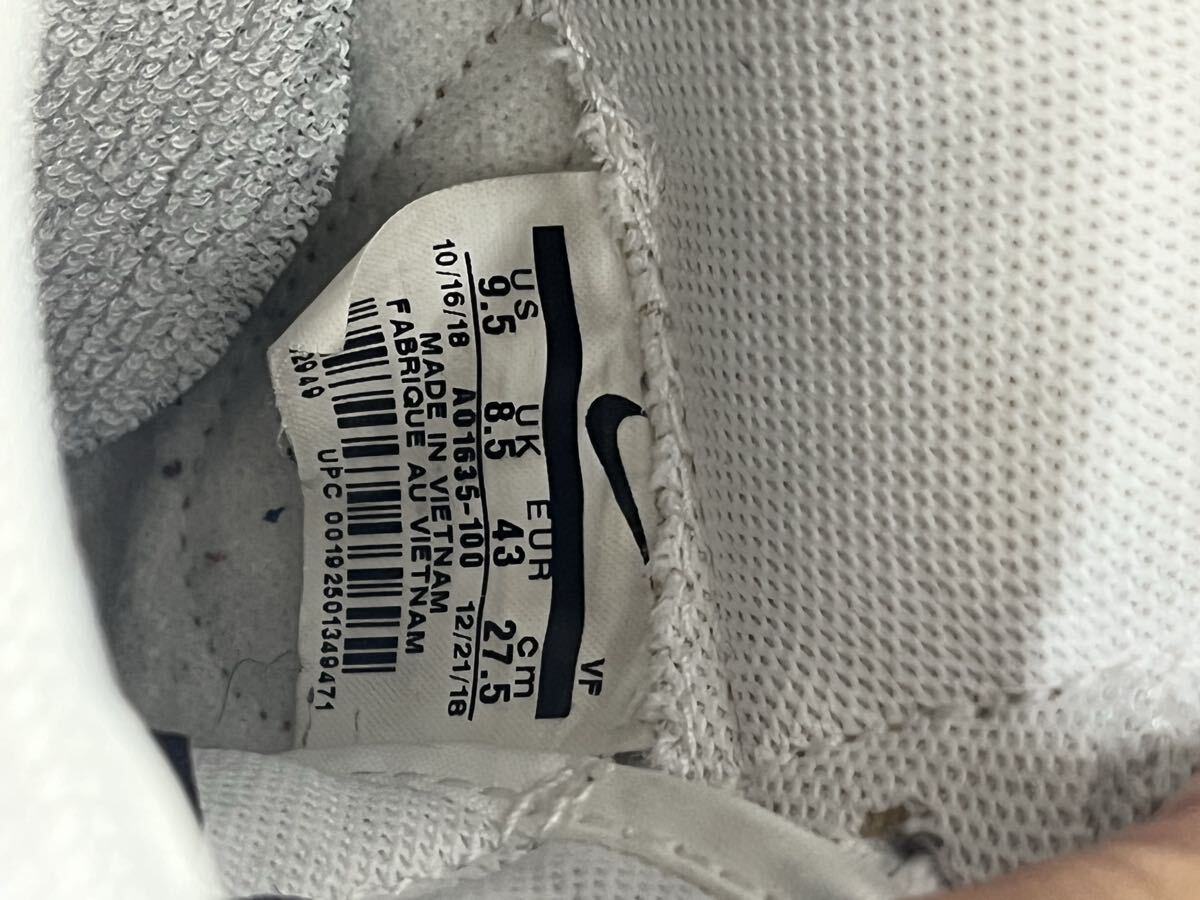 VF
US UK EUR cm
9.5 8.5 43 27.5
10/16/18 AO1635-100 12/21/18
MADE IN VIETNAM
FABRIQUE AU VIETNAM
2949
UPC 00192501349471